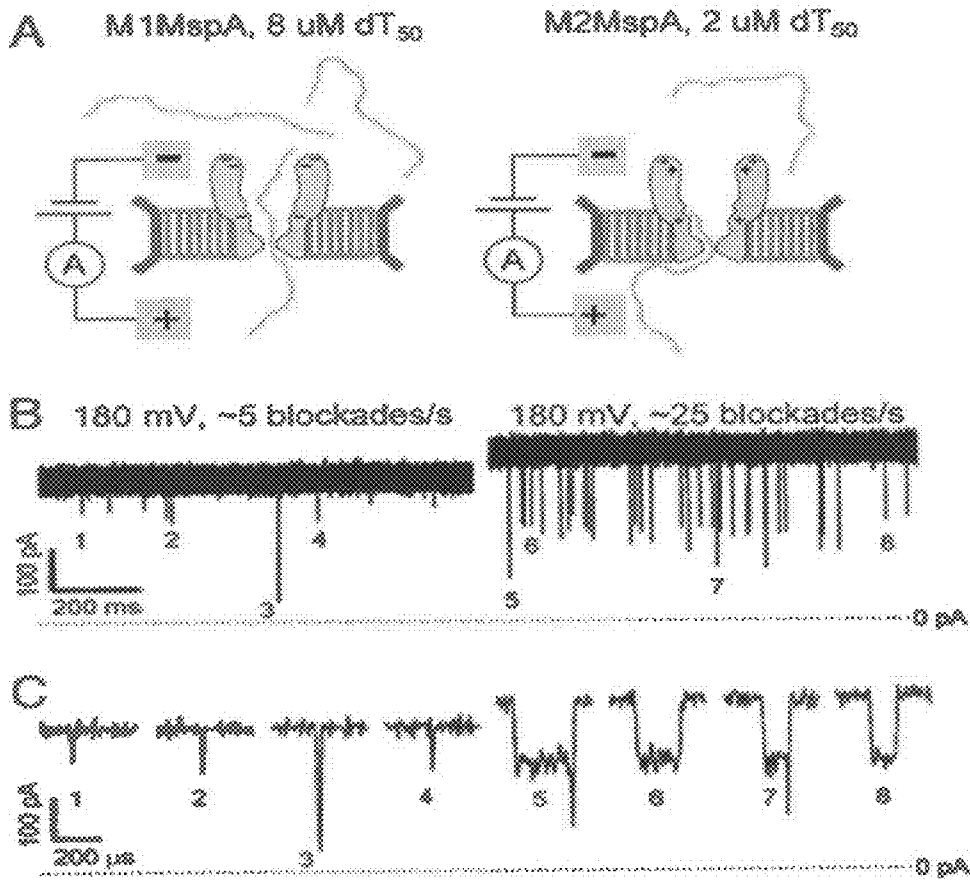 A M1MspA, 8 uM dT50 M2MspA, 2 uM dT50
− −
A A
+ +
B 180 mV, ~5 blockades/s 180 mV, ~25 blockades/s
1 2 4 6 8
100 pA
200 ms
3 5 7
0 pA
C
1 2 4 5 6 7 8
100 pA
200 µs
3
0 pA